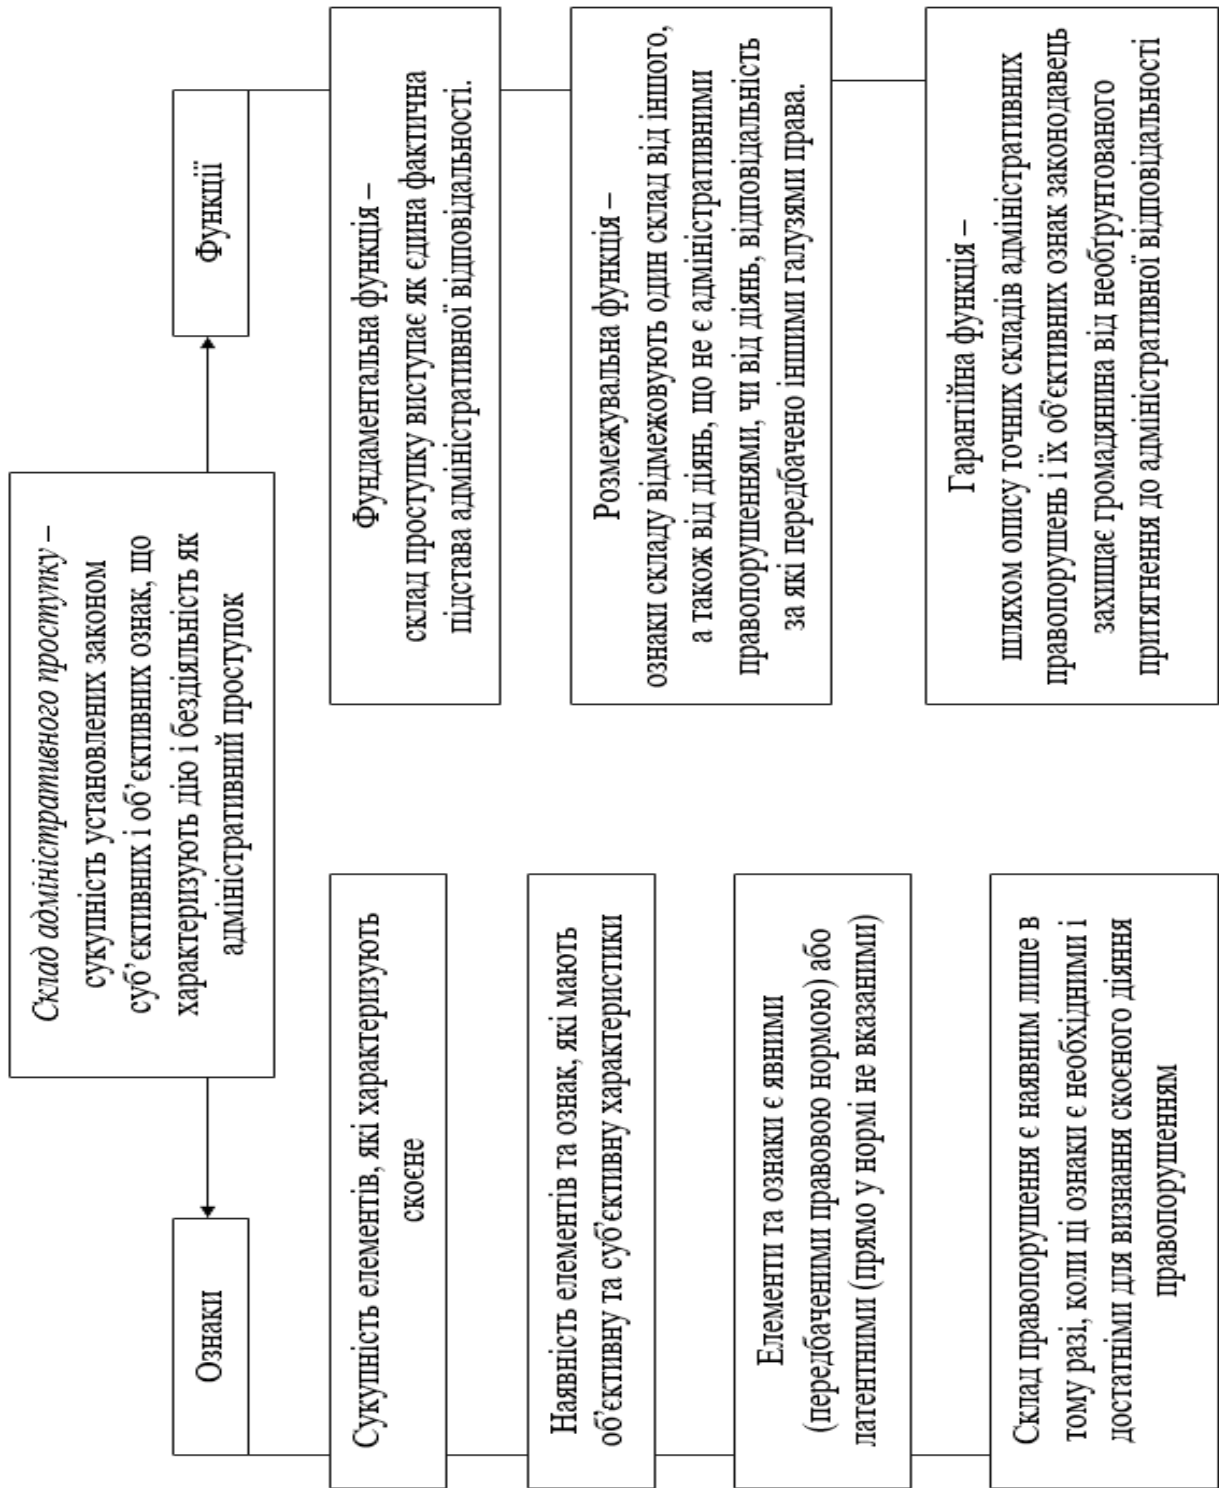 Склад адміністративного проступку –
сукупність установлених законом
суб’єктивних і об’єктивних ознак, що
характеризують дію і бездіяльність як
адміністративний проступок
Ознаки
Сукупність елементів, які характеризують
скоєне
Наявність елементів та ознак, які мають
об’єктивну та суб’єктивну характеристики
Елементи та ознаки є явними
(передбаченими правовою нормою) або
латентними (прямо у нормі не вказаними)
Склад правопорушення є наявним лише в
тому разі, коли ці ознаки є необхідними і
достатніми для визнання скоєного діяння
правопорушенням
Функції
Фундаментальна функція –
склад проступку виступає як єдина фактична
підстава адміністративної відповідальності.
Розмежувальна функція –
ознаки складу відмежовують один склад від іншого,
а також від діянь, що не є адміністративними
правопорушеннями, чи від діянь, відповідальність
за які передбачено іншими галузями права.
Гарантійна функція –
шляхом опису точних складів адміністративних
правопорушень і їх об’єктивних ознак законодавець
захищає громадянина від необґрунтованого
притягнення до адміністративної відповідальності